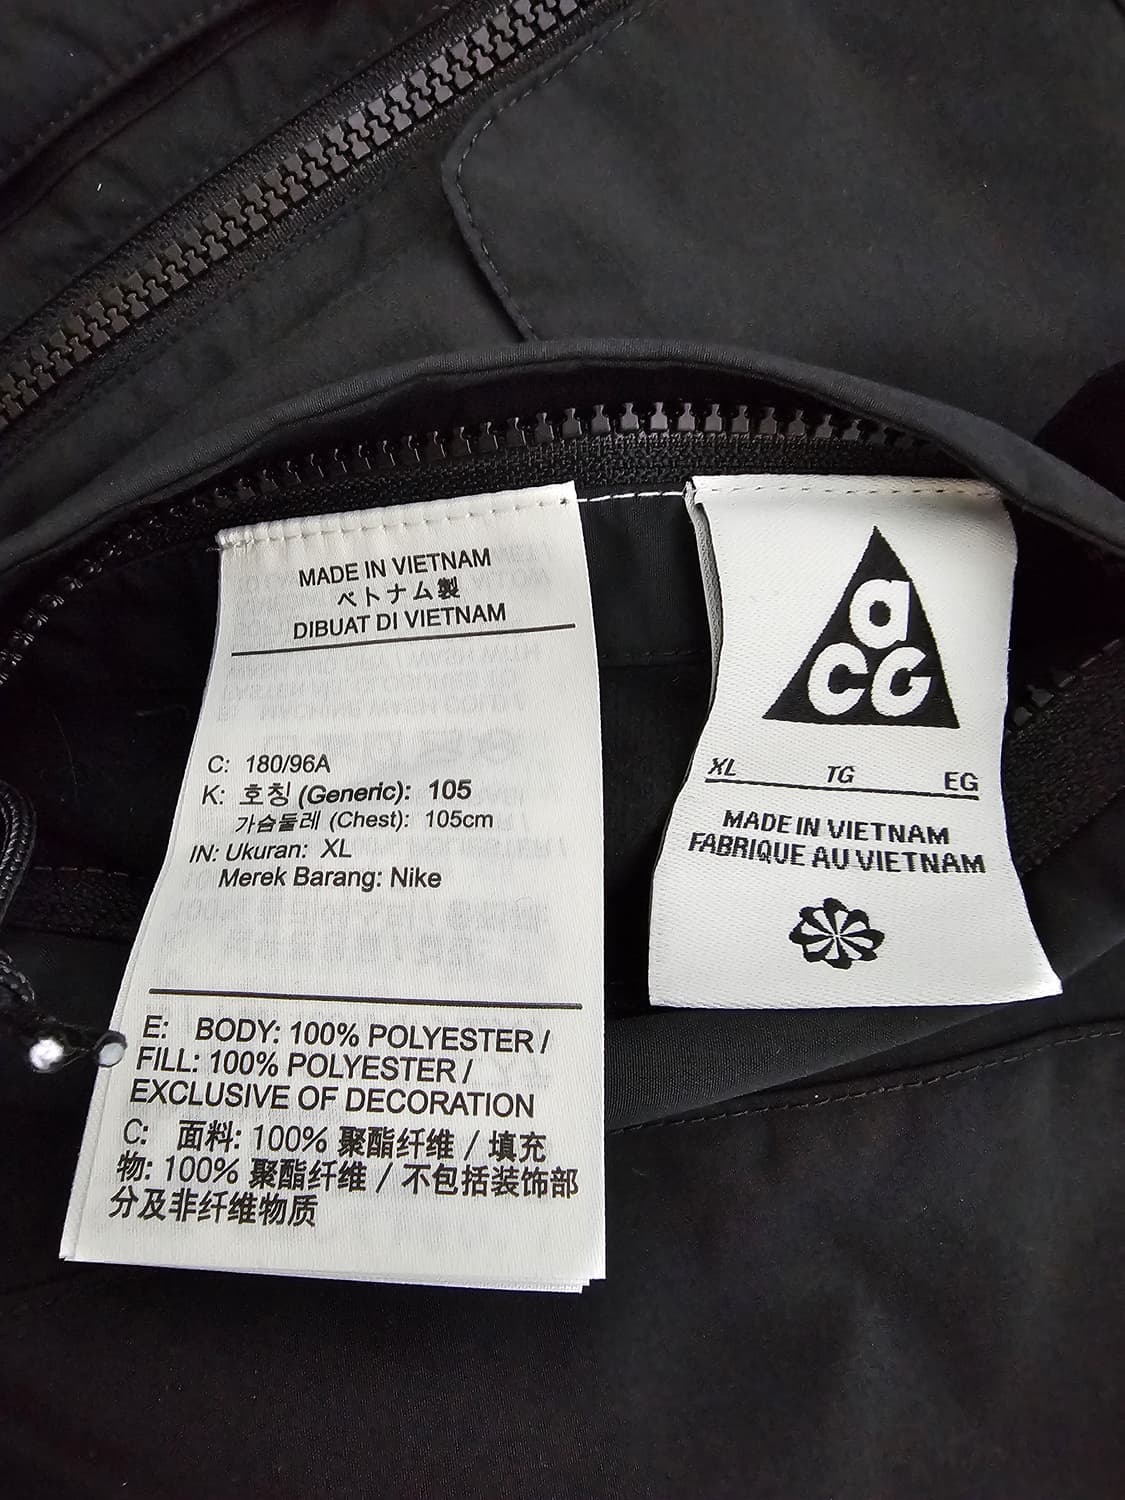 MADE IN VIETNAM
ベトナム製
DIBUAT DI VIETNAM
C: 180/96A
K: 호칭 (Generic): 105
가슴둘레 (Chest): 105cm
IN: Ukuran: XL
Merek Barang: Nike
E: BODY: 100% POLYESTER /
FILL: 100% POLYESTER /
EXCLUSIVE OF DECORATION
C: 面料: 100% 聚酯纤维 / 填充
物: 100% 聚酯纤维 / 不包括装饰部
分及非纤维物质
a
CG
XL TG EG
MADE IN VIETNAM
FABRIQUE AU VIETNAM